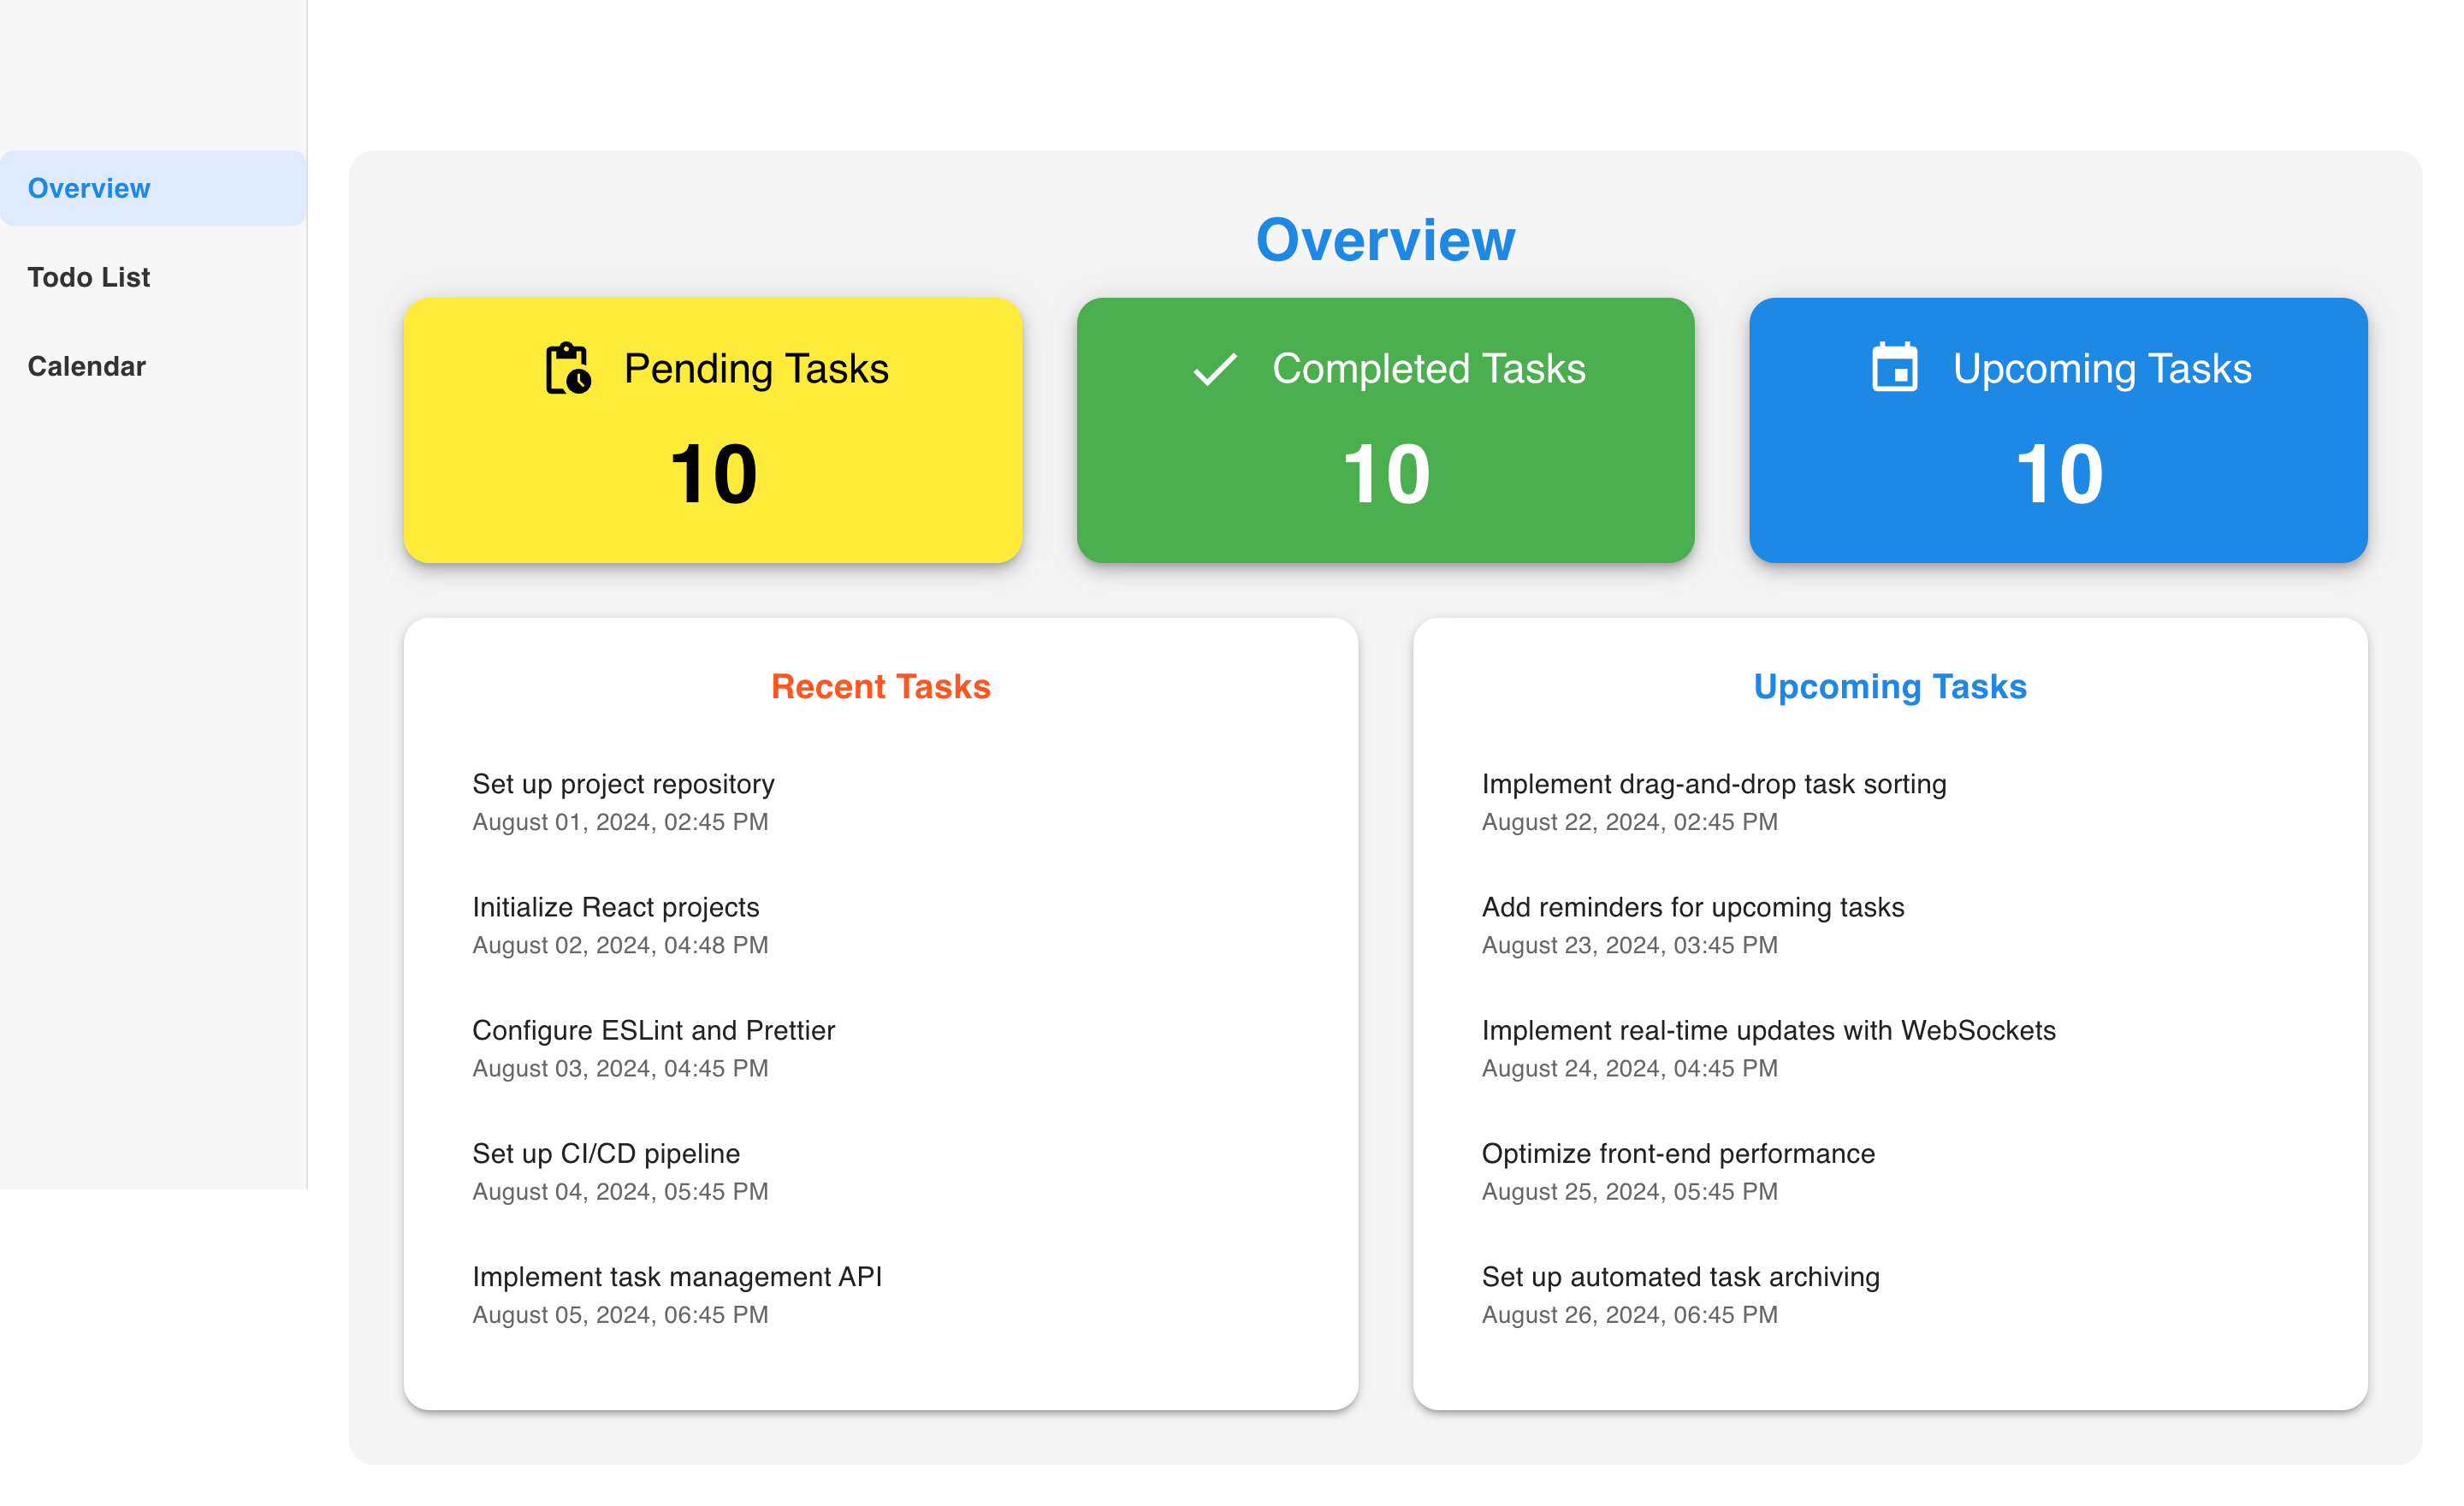 Overview
Todo List
Calendar
Overview
Pending Tasks
10
Completed Tasks
10
Upcoming Tasks
10
Recent Tasks
Set up project repository
August 01, 2024, 02:45 PM
Initialize React projects
August 02, 2024, 04:48 PM
Configure ESLint and Prettier
August 03, 2024, 04:45 PM
Set up CI/CD pipeline
August 04, 2024, 05:45 PM
Implement task management API
August 05, 2024, 06:45 PM
Upcoming Tasks
Implement drag-and-drop task sorting
August 22, 2024, 02:45 PM
Add reminders for upcoming tasks
August 23, 2024, 03:45 PM
Implement real-time updates with WebSockets
August 24, 2024, 04:45 PM
Optimize front-end performance
August 25, 2024, 05:45 PM
Set up automated task archiving
August 26, 2024, 06:45 PM